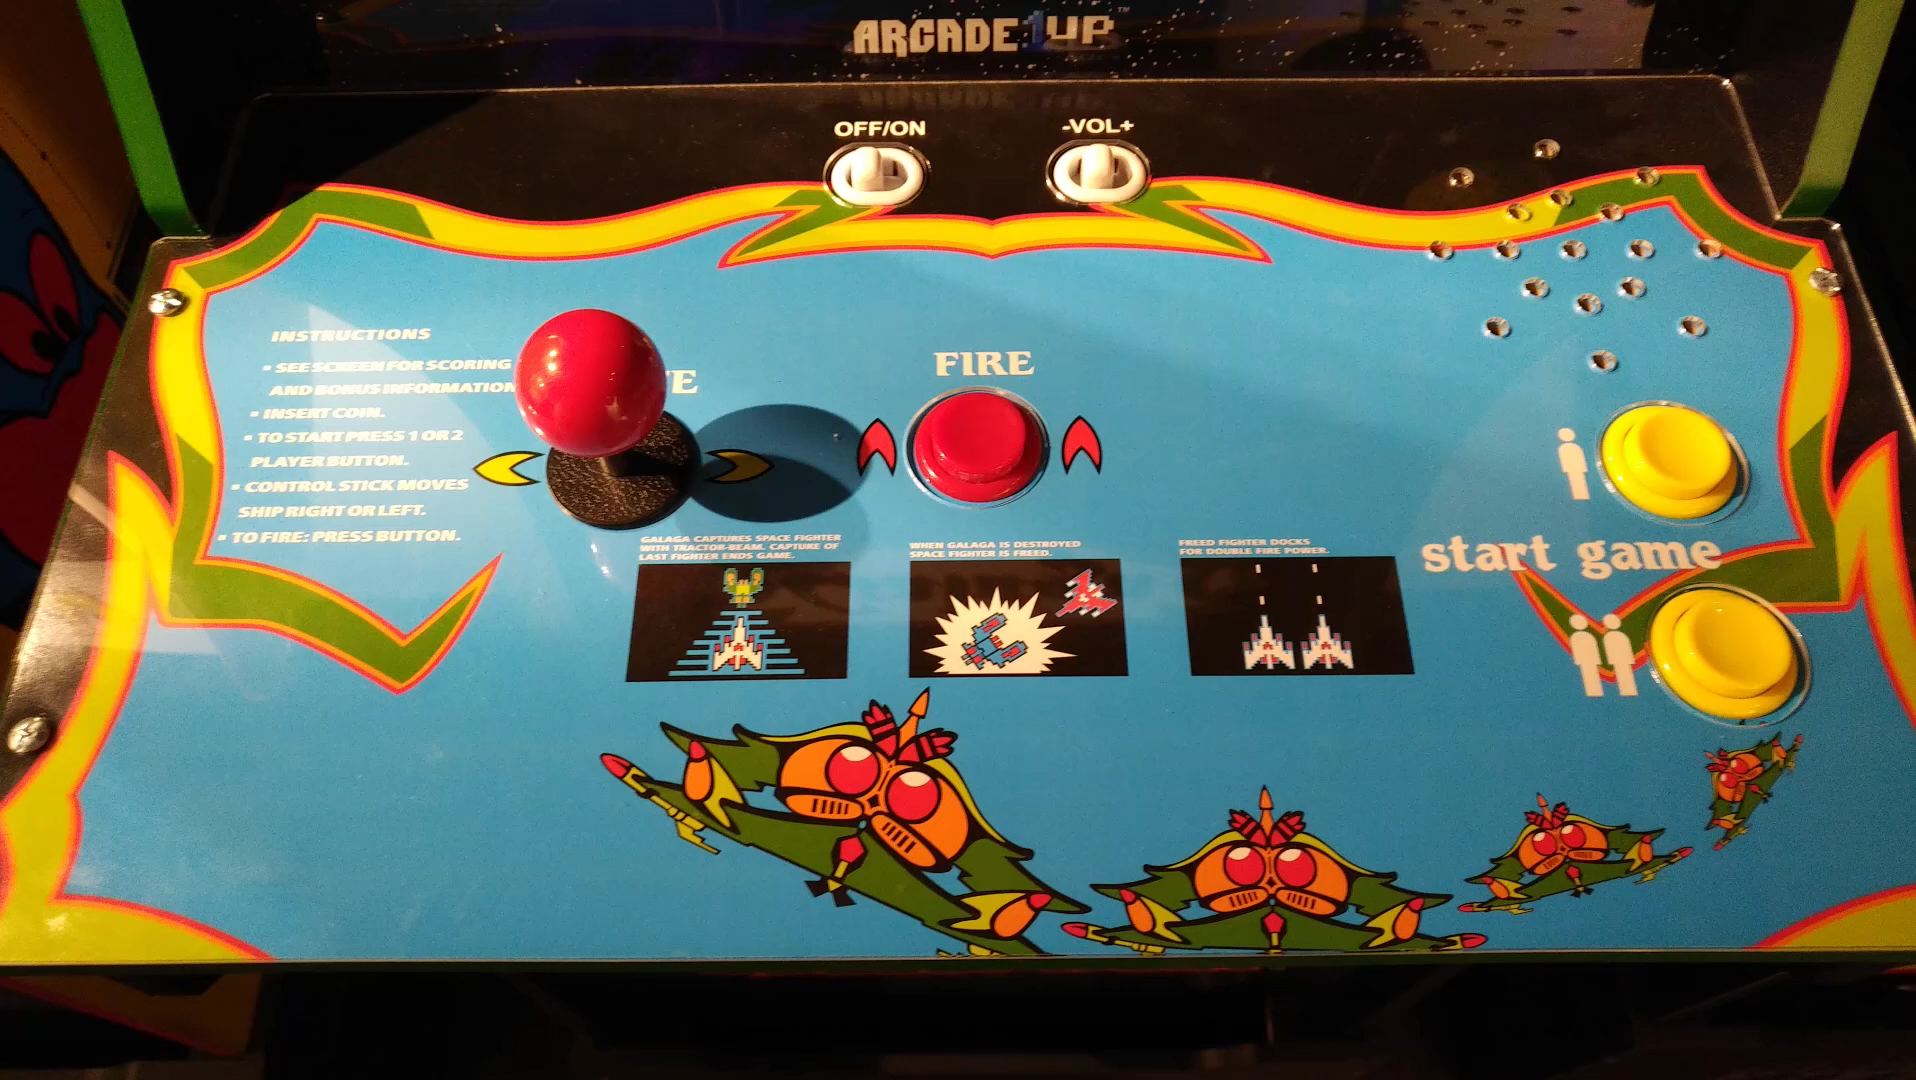 ARCADE1UP™
OFF/ON
-VOL+
INSTRUCTIONS
▪ SEE SCREEN FOR SCORING
AND BONUS INFORMATION
▪ INSERT COIN.
▪ TO START PRESS 1 OR 2
PLAYER BUTTON.
▪ CONTROL STICK MOVES
SHIP RIGHT OR LEFT.
▪ TO FIRE: PRESS BUTTON.
FIRE
GALAGA CAPTURES SPACE FIGHTER
WITH TRACTOR-BEAM. CAPTURE OF
LAST FIGHTER ENDS GAME.
WHEN GALAGA IS DESTROYED
SPACE FIGHTER IS FREED.
FREED FIGHTER DOCKS
FOR DOUBLE FIRE POWER.
start game